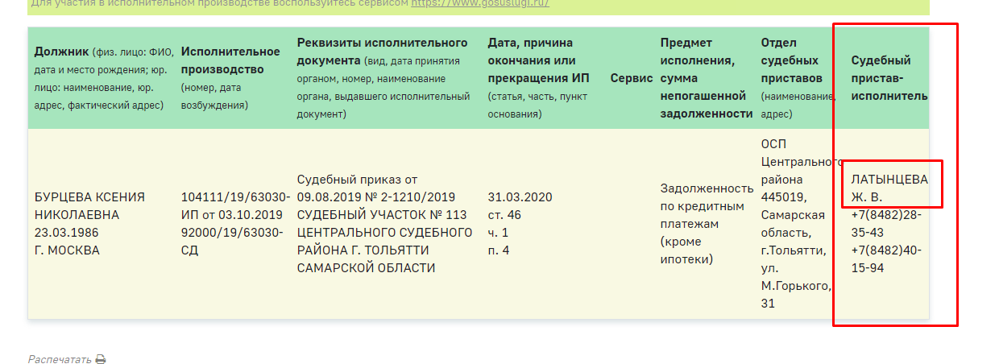 Для участия в исполнительном производстве воспользуйтесь сервисом https://www.gosuslugi.ru/
Должник (физ. лицо: ФИО,
дата и место рождения; юр.
лицо: наименование, юр.
адрес, фактический адрес)
Исполнительное
производство
(номер, дата
возбуждения)
Реквизиты исполнительного
документа (вид, дата принятия
органом, номер, наименование
органа, выдавшего исполнительный
документ)
Дата, причина
окончания или
прекращения ИП
(статья, часть, пункт
основания)
Сервис
Предмет
исполнения,
сумма
непогашенной
задолженности
Отдел
судебных
приставов
(наименование,
адрес)
Судебный
пристав-
исполнитель
БУРЦЕВА КСЕНИЯ
НИКОЛАЕВНА
23.03.1986
Г. МОСКВА
104111/19/63030-
ИП от 03.10.2019
92000/19/63030-
СД
Судебный приказ от
09.08.2019 № 2-1210/2019
СУДЕБНЫЙ УЧАСТОК № 113
ЦЕНТРАЛЬНОГО СУДЕБНОГО
РАЙОНА Г. ТОЛЬЯТТИ
САМАРСКОЙ ОБЛАСТИ
31.03.2020
ст. 46
ч. 1
п. 4
Задолженность
по кредитным
платежам
(кроме
ипотеки)
ОСП
Центрального
района
445019,
Самарская
область,
г.Тольятти,
ул.
М.Горького,
31
ЛАТЫНЦЕВА
Ж. В.
+7(8482)28-
35-43
+7(8482)40-
15-94
Распечатать